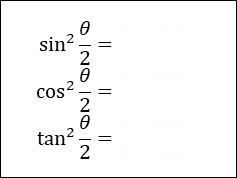 sin² θ/2 =
cos² θ/2 =
tan² θ/2 =